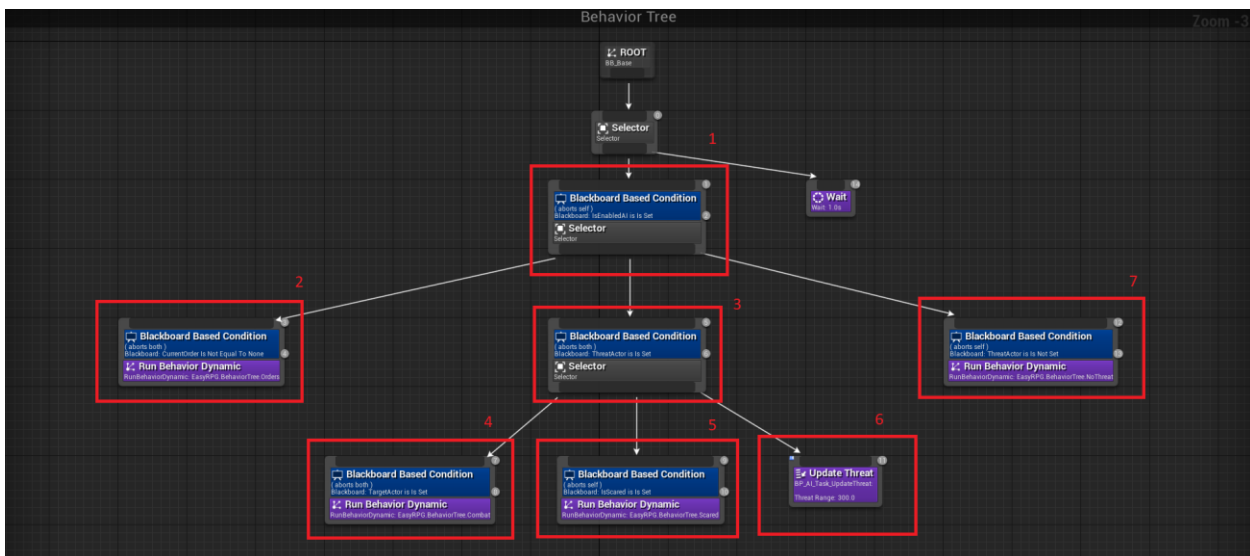 Behavior Tree
Zoom -3
ROOT
BB_Base
Selector
Selector
1
Blackboard Based Condition
( aborts self )
Blackboard: IsEnabledAI is Is Set
Selector
Selector
Wait
Wait: 1.0s
2
Blackboard Based Condition
( aborts both )
Blackboard: CurrentOrder Is Not Equal To None
Run Behavior Dynamic
RunBehaviorDynamic: EasyRPG.BehaviorTree.Orders
3
Blackboard Based Condition
( aborts both )
Blackboard: ThreatActor is Is Set
Selector
Selector
7
Blackboard Based Condition
( aborts self )
Blackboard: ThreatActor is Is Not Set
Run Behavior Dynamic
RunBehaviorDynamic: EasyRPG.BehaviorTree.NoThreat
4
Blackboard Based Condition
( aborts both )
Blackboard: TargetActor is Is Set
Run Behavior Dynamic
RunBehaviorDynamic: EasyRPG.BehaviorTree.Combat
5
Blackboard Based Condition
( aborts self )
Blackboard: IsScared is Is Set
Run Behavior Dynamic
RunBehaviorDynamic: EasyRPG.BehaviorTree.Scared
6
Update Threat
BP_AI_Task_UpdateThreat:
Threat Range: 300.0